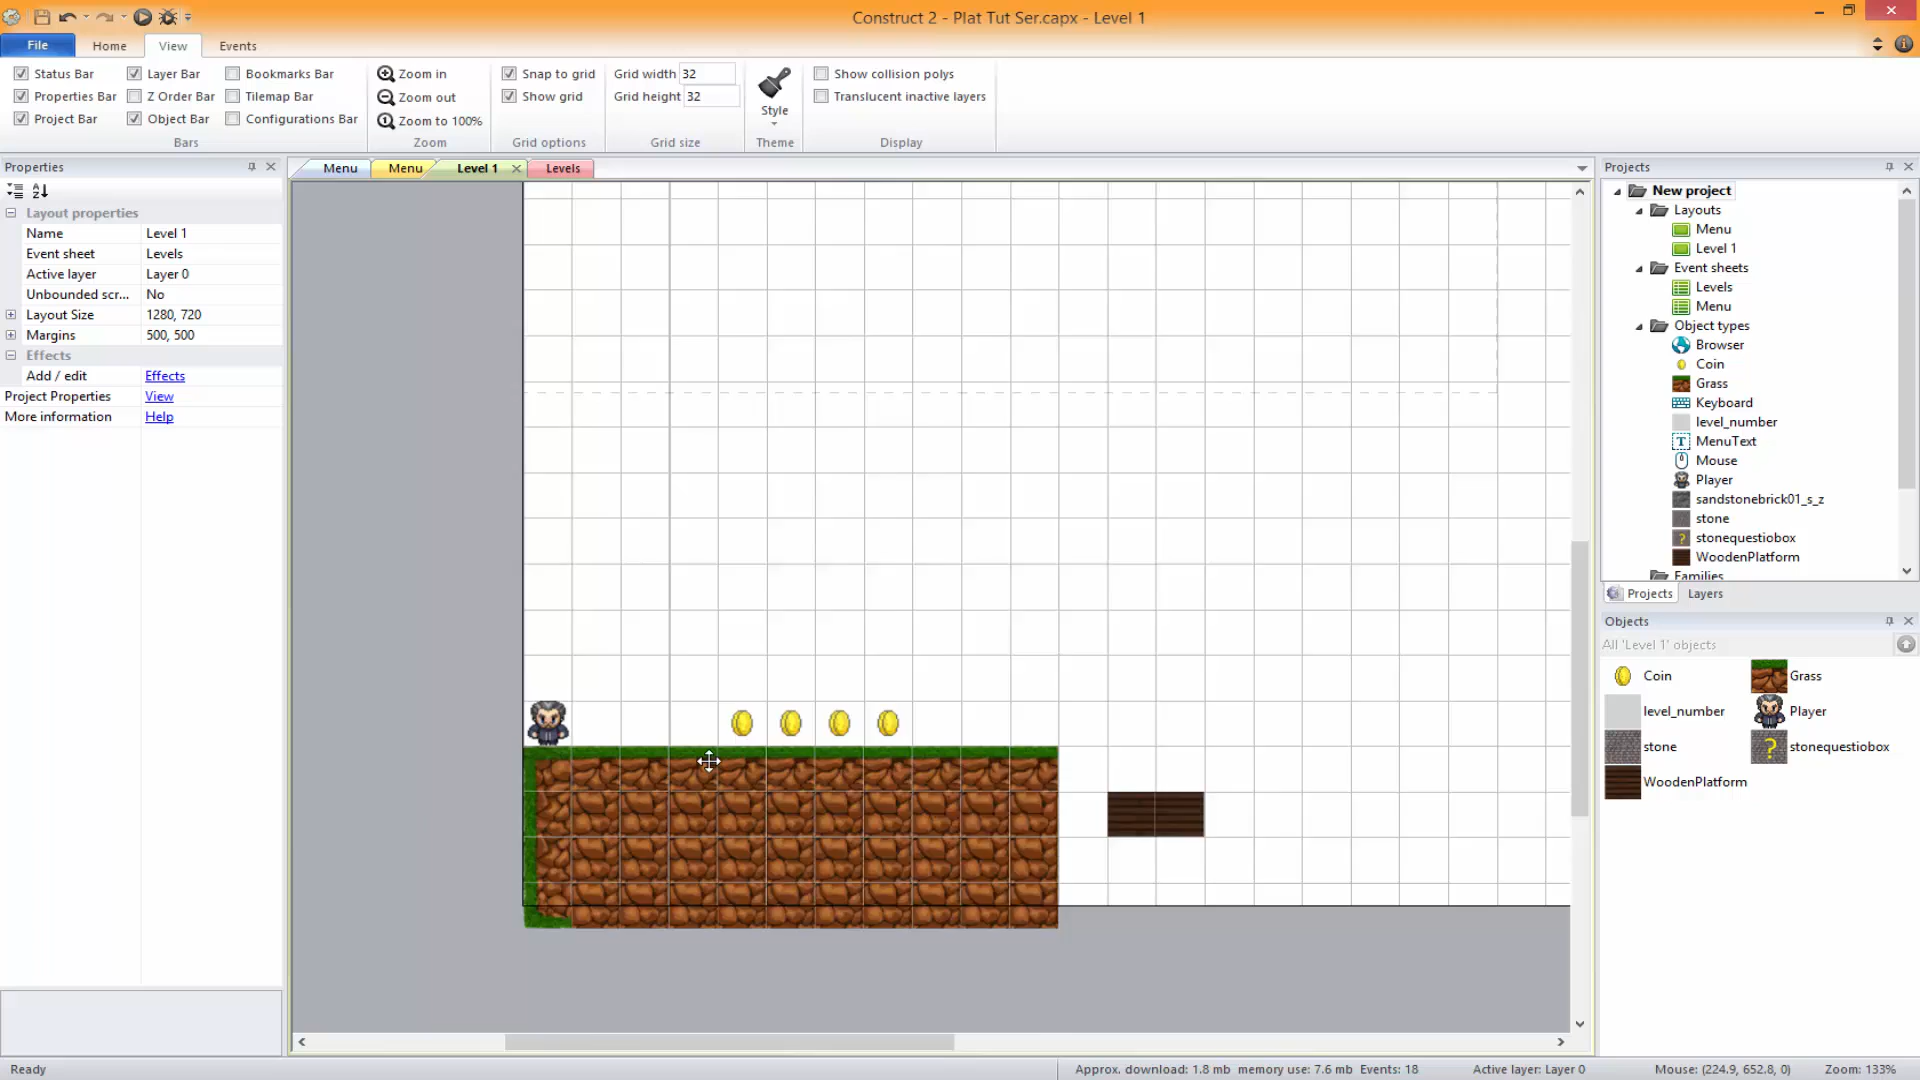 Construct 2 - Plat Tut Ser.capx - Level 1
File Home View Events
Status Bar Layer Bar Bookmarks Bar Zoom in Snap to grid Grid width 32 Show collision polys
Properties Bar Z Order Bar Tilemap Bar Zoom out Show grid Grid height 32 Translucent inactive layers
Project Bar Object Bar Configurations Bar Zoom to 100% Style
Bars Zoom Grid options Grid size Theme Display
Properties
Menu Menu Level 1 Levels
Layout properties
Name Level 1
Event sheet Levels
Active layer Layer 0
Unbounded scr... No
Layout Size 1280, 720
Margins 500, 500
Effects
Add / edit Effects
Project Properties View
More information Help
Projects
New project
Layouts
Menu
Level 1
Event sheets
Levels
Menu
Object types
Browser
Coin
Grass
Keyboard
level_number
MenuText
Mouse
Player
sandstonebrick01_s_z
stone
stonequestiobox
WoodenPlatform
Families
Projects Layers
Objects
All 'Level 1' objects
Coin Grass
level_number Player
stone stonequestiobox
WoodenPlatform
Ready Approx. download: 1.8 mb memory use: 7.6 mb Events: 18 Active layer: Layer 0 Mouse: (224.9, 652.8, 0) Zoom: 133%